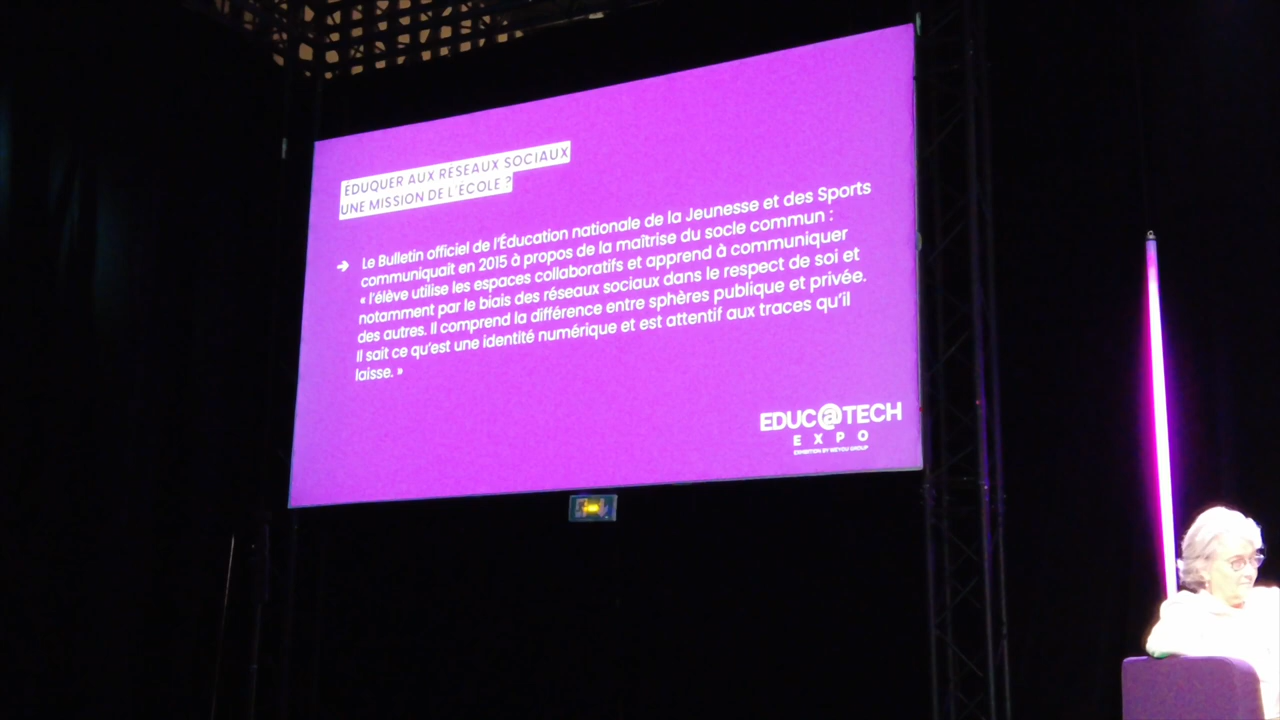 EDUQUER AUX RESEAUX SOCIAUX
UNE MISSION DE L'ECOLE ?
→ Le Bulletin officiel de l'Éducation nationale de la Jeunesse et des Sports
communiquait en 2015 à propos de la maîtrise du socle commun :
« l'élève utilise les espaces collaboratifs et apprend à communiquer
notamment par le biais des réseaux sociaux dans le respect de soi et
des autres. Il comprend la différence entre sphères publique et privée.
Il sait ce qu'est une identité numérique et est attentif aux traces qu'il
laisse. »
EDUC@TECH
EXPO
EXHIBITION BY WEYOU GROUP